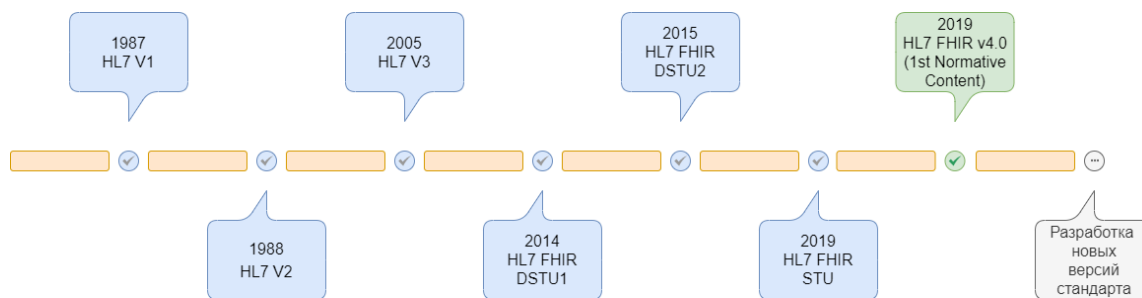 1987
HL7 V1
1988
HL7 V2
2005
HL7 V3
2014
HL7 FHIR
DSTU1
2015
HL7 FHIR
DSTU2
2019
HL7 FHIR
STU
2019
HL7 FHIR v4.0
(1st Normative
Content)
Разработка
новых
версий
стандарта